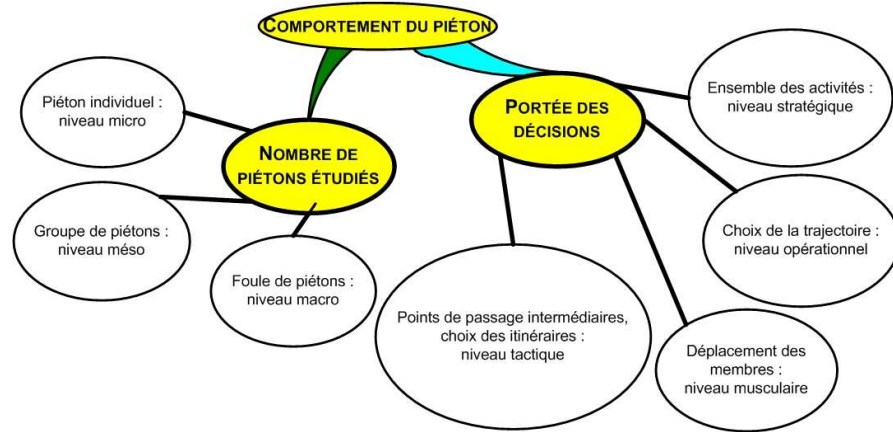 COMPORTEMENT DU PIÉTON
NOMBRE DE
PIÉTONS ÉTUDIÉS
Piéton individuel :
niveau micro
Groupe de piétons :
niveau méso
Foule de piétons :
niveau macro
PORTÉE DES
DÉCISIONS
Ensemble des activités :
niveau stratégique
Choix de la trajectoire :
niveau opérationnel
Points de passage intermédiaires,
choix des itinéraires :
niveau tactique
Déplacement des
membres :
niveau musculaire